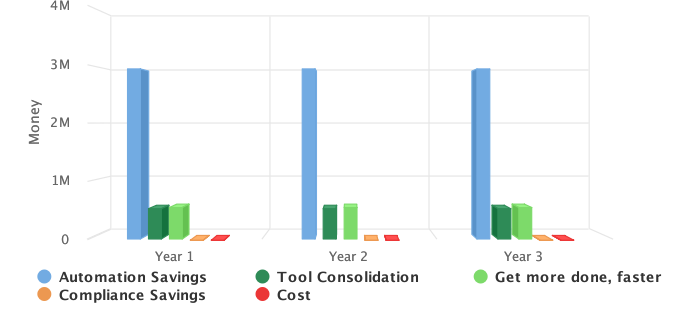 4M
3M
2M
1M
0
Money
Year 1
Year 2
Year 3
Automation Savings
Tool Consolidation
Get more done, faster
Compliance Savings
Cost